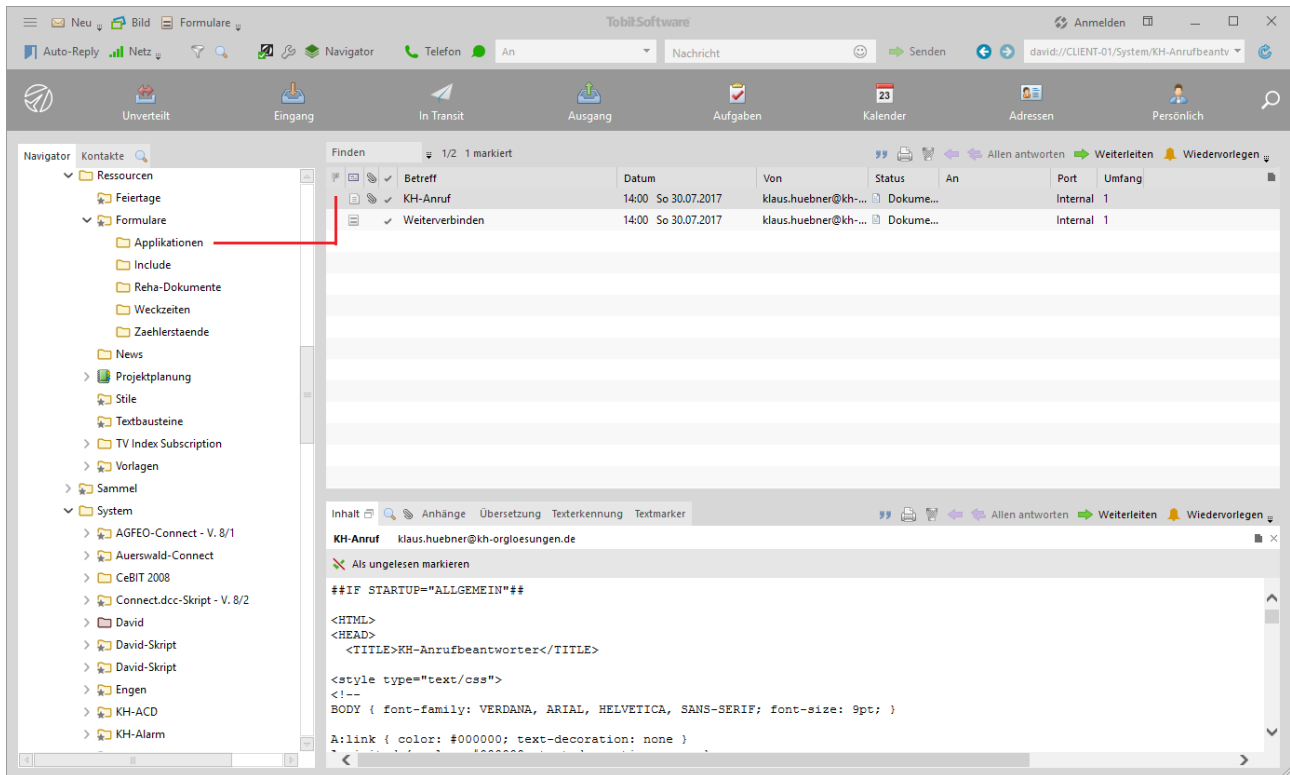 Neu Bild Formulare Tobit.Software Anmelden
Auto-Reply Netz Navigator Telefon An Nachricht Senden david://CLIENT-01/System/KH-Anrufbeantv
Unverteilt Eingang In Transit Ausgang Aufgaben 23 Kalender Adressen Persönlich
Navigator Kontakte
Ressourcen
Feiertage
Formulare
Applikationen
Include
Reha-Dokumente
Weckzeiten
Zaehlerstaende
News
Projektplanung
Stile
Textbausteine
TV Index Subscription
Vorlagen
Sammel
System
AGFEO-Connect - V. 8/1
Auerswald-Connect
CeBIT 2008
Connect.dcc-Skript - V. 8/2
David
David-Skript
David-Skript
Engen
KH-ACD
KH-Alarm
Finden 1/2 1 markiert Allen antworten Weiterleiten Wiedervorlegen
Betreff Datum Von Status An Port Umfang
KH-Anruf 14:00 So 30.07.2017 klaus.huebner@kh-... Dokume... Internal 1
Weiterverbinden 14:00 So 30.07.2017 klaus.huebner@kh-... Dokume... Internal 1
Inhalt Anhänge Übersetzung Texterkennung Textmarker Allen antworten Weiterleiten Wiedervorlegen
KH-Anruf klaus.huebner@kh-orgloesungen.de
Als ungelesen markieren
##IF STARTUP="ALLGEMEIN"##
<HTML>
<HEAD>
<TITLE>KH-Anrufbeantworter</TITLE>
<style type="text/css">
<!--
BODY { font-family: VERDANA, ARIAL, HELVETICA, SANS-SERIF; font-size: 9pt; }
A:link { color: #000000; text-decoration: none }